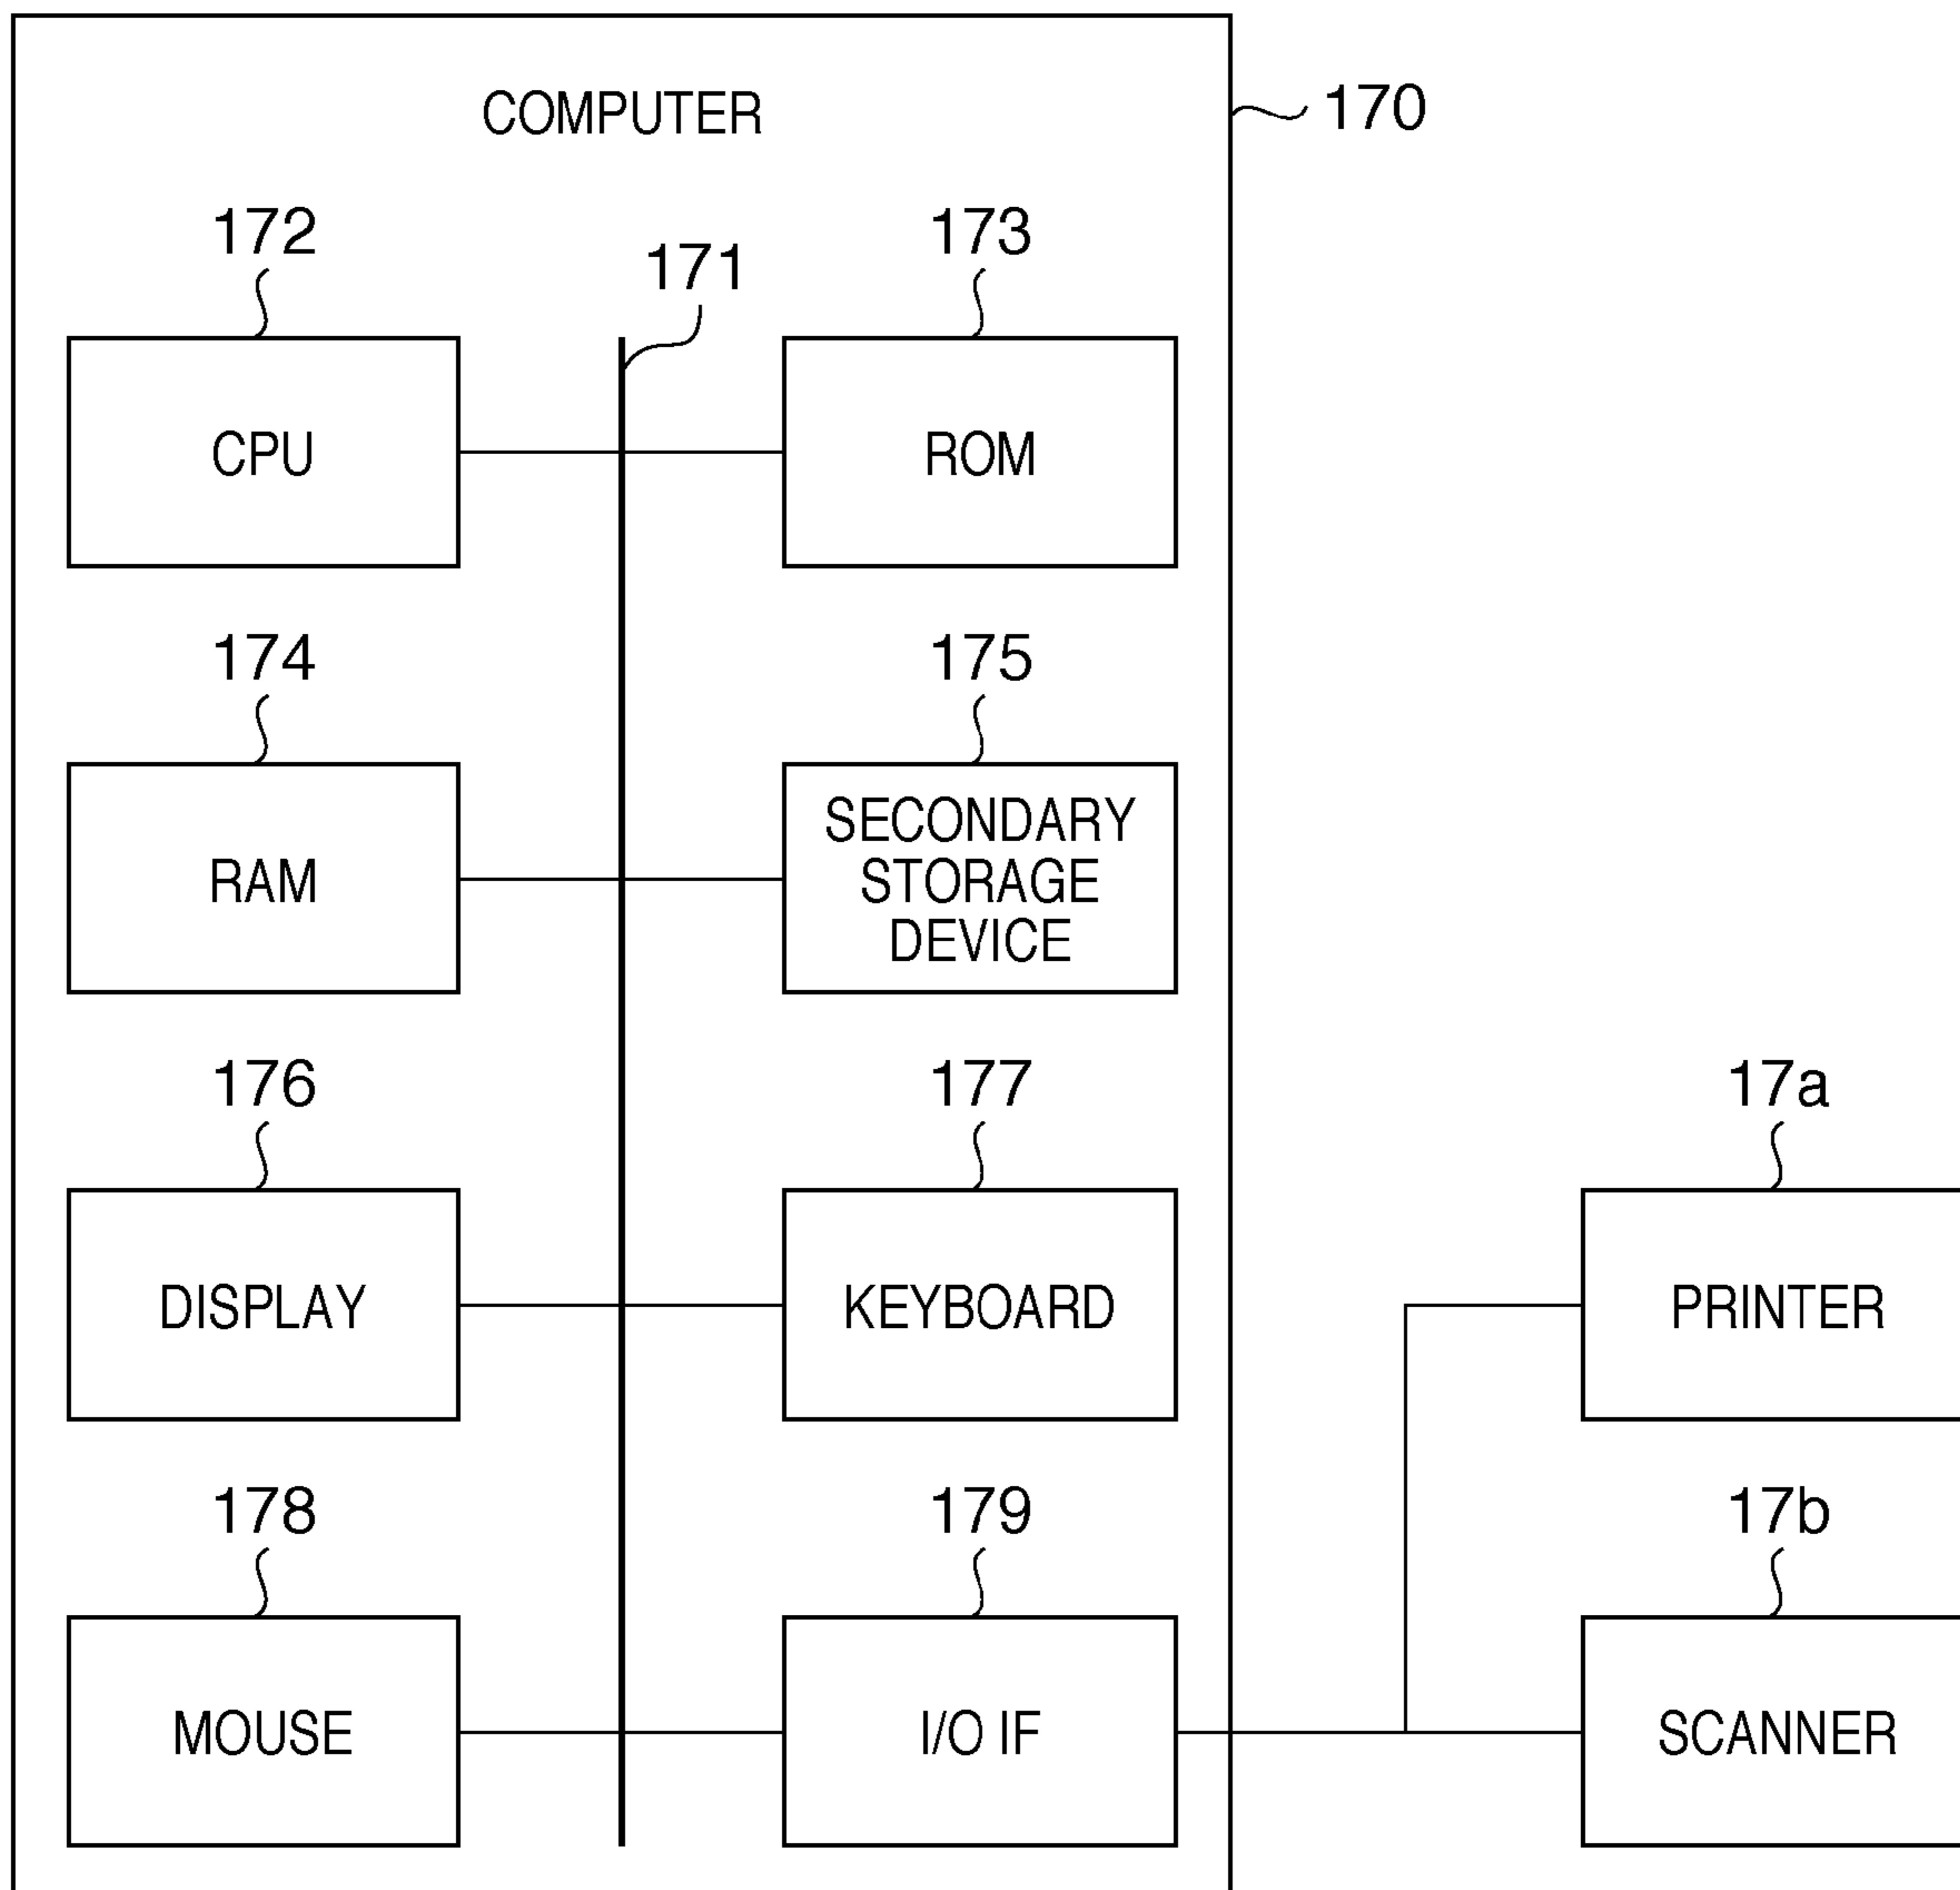 COMPUTER
170
172
171
173
CPU
ROM
174
175
RAM
SECONDARY
STORAGE
DEVICE
176
177
17a
DISPLAY
KEYBOARD
PRINTER
178
179
17b
MOUSE
I/O IF
SCANNER